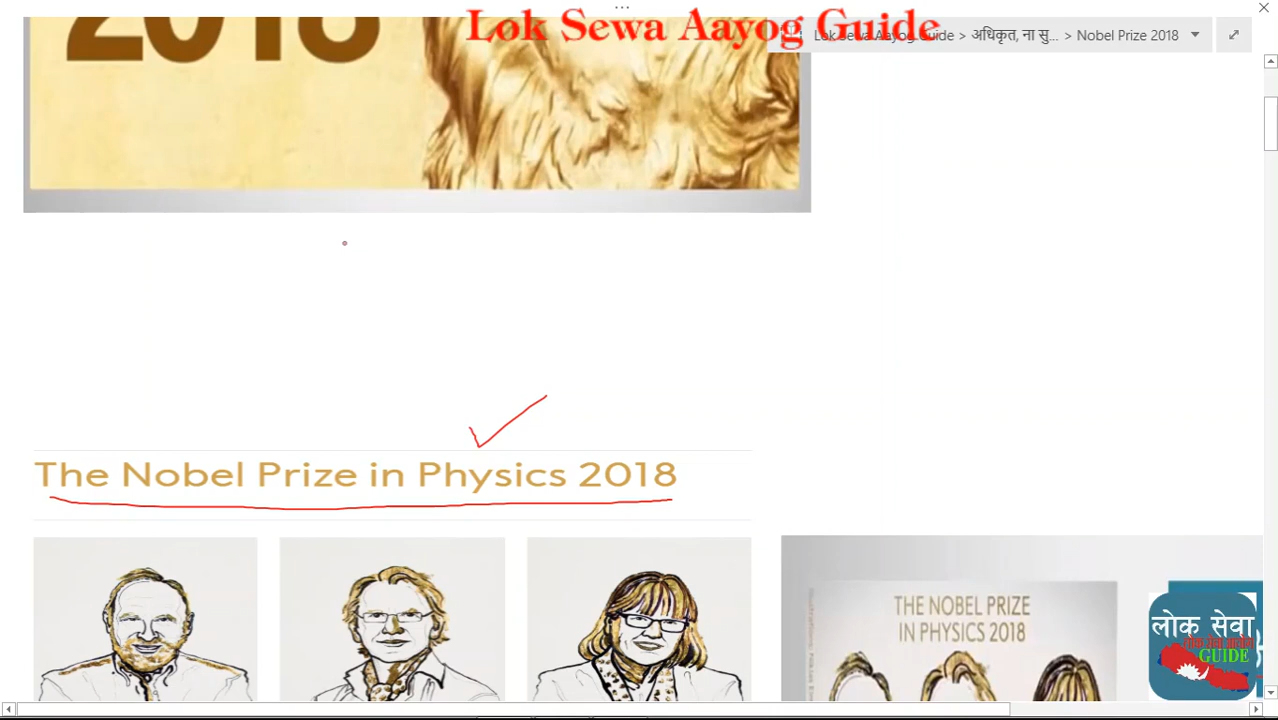 2018
Lok Sewa Aayog Guide
Lok Sewa Aayog Guide > अधिकृत, ना सु... > Nobel Prize 2018
The Nobel Prize in Physics 2018
THE NOBEL PRIZE
IN PHYSICS 2018
लोक सेवा
लोक सेवा आयोग
GUIDE